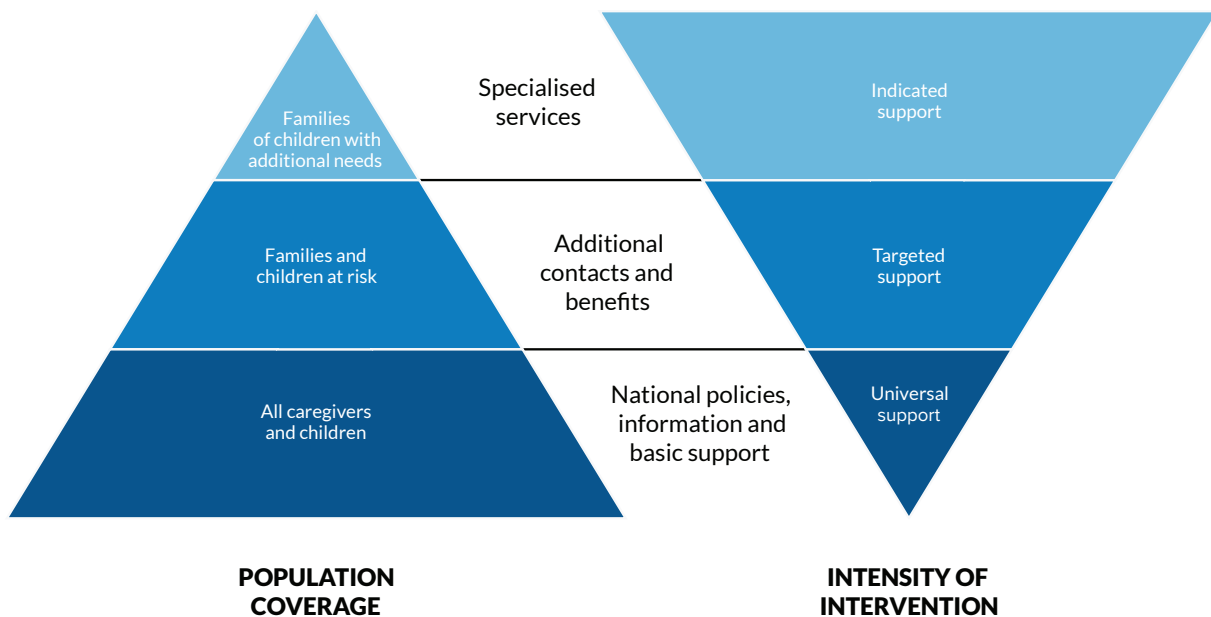 Families
of children with
additional needs
Specialised
services
Indicated
support
Families and
children at risk
Additional
contacts and
benefits
Targeted
support
All caregivers
and children
National policies,
information and
basic support
Universal
support
POPULATION
COVERAGE
INTENSITY OF
INTERVENTION